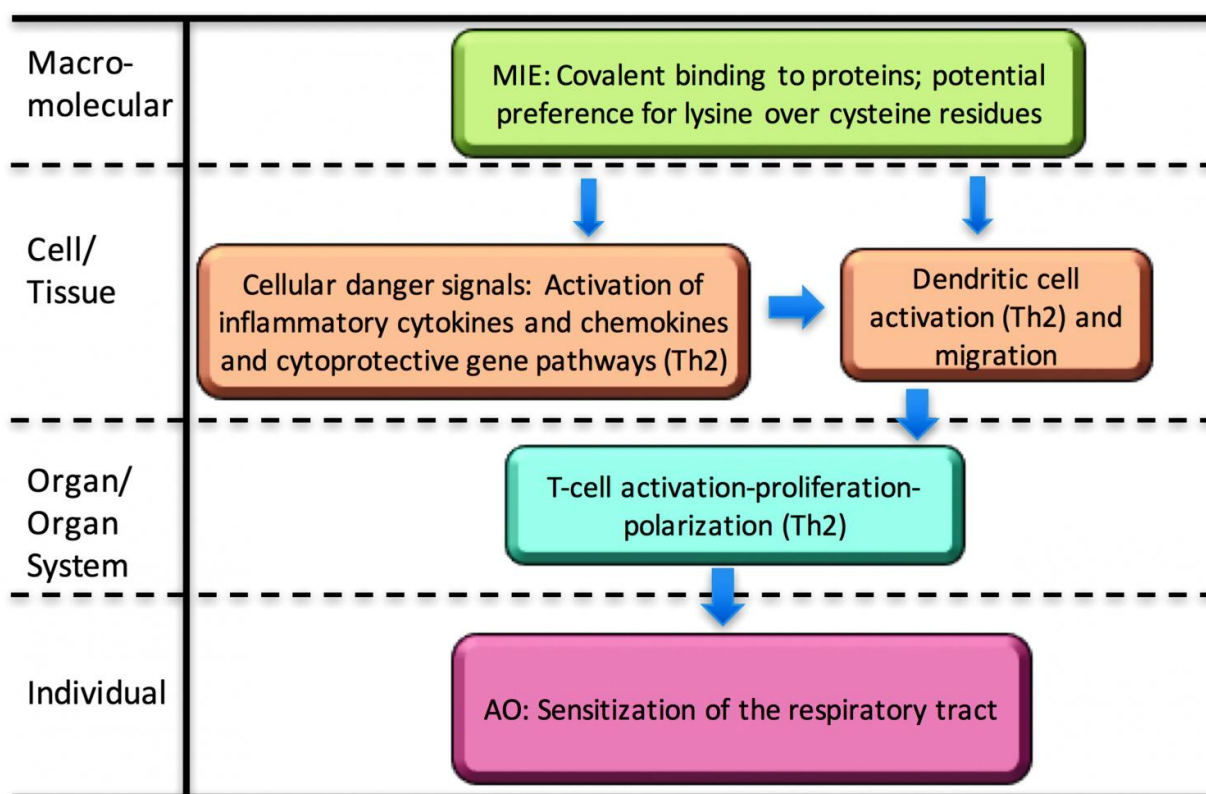 Macro-
molecular
MIE: Covalent binding to proteins; potential
preference for lysine over cysteine residues
Cell/
Tissue
Cellular danger signals: Activation of
inflammatory cytokines and chemokines
and cytoprotective gene pathways (Th2)
Dendritic cell
activation (Th2) and
migration
Organ/
Organ
System
T-cell activation-proliferation-
polarization (Th2)
Individual
AO: Sensitization of the respiratory tract